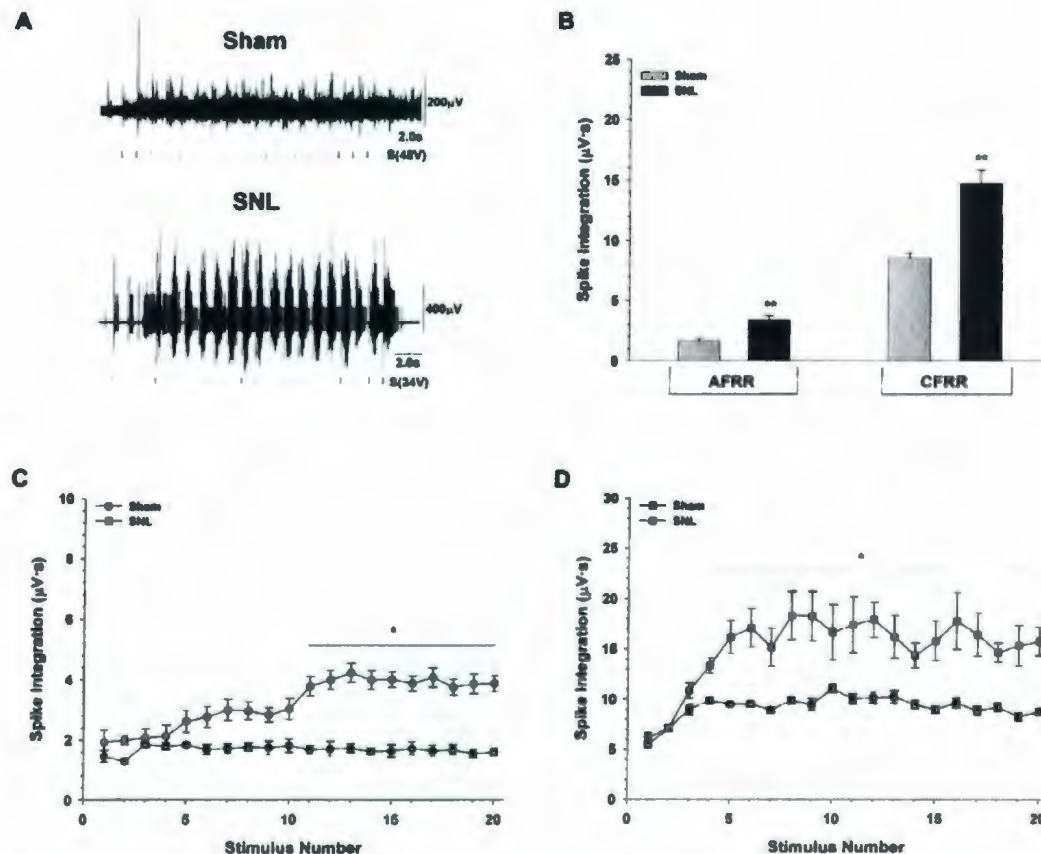 A
Sham
200µV
2.0s
S(48V)
SNL
400µV
2.0s
S(24V)
B
25
20
15
10
5
0
Spike Integration (µV·s)
Sham
SNL
**
**
AFRR
CFRR
C
10
8
6
4
2
0
Spike Integration (µV·s)
Sham
SNL
*
0
5
10
15
20
Stimulus Number
D
30
25
20
15
10
5
0
Spike Integration (µV·s)
Sham
SNL
*
0
5
10
15
20
Stimulus Number